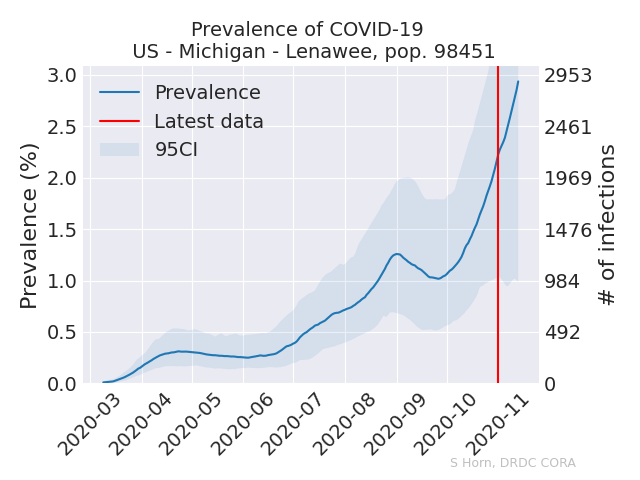 Prevalence of COVID-19
US - Michigan - Lenawee, pop. 98451
Prevalence (%)
3.0
2.5
2.0
1.5
1.0
0.5
0.0
Prevalence
Latest data
95CI
2953
2461
1969
1476
984
492
0
# of infections
2020-03
2020-04
2020-05
2020-06
2020-07
2020-08
2020-09
2020-10
2020-11
S Horn, DRDC CORA